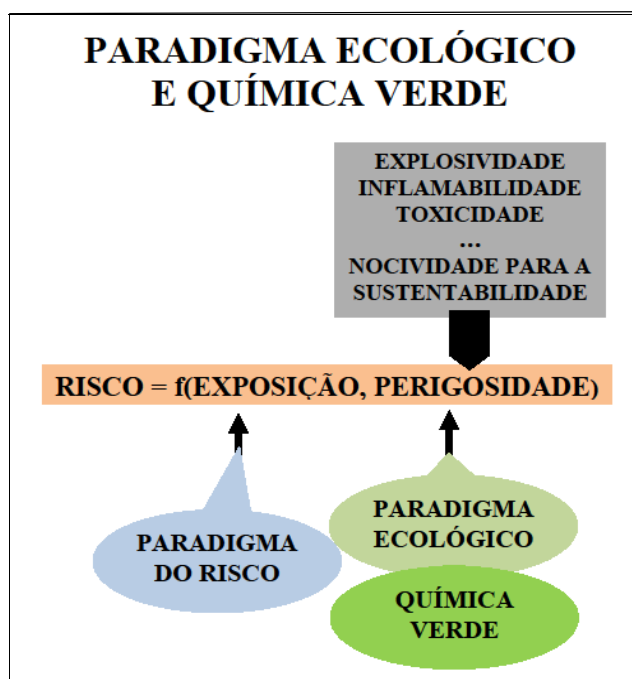 PARADIGMA ECOLÓGICO
E QUÍMICA VERDE
EXPLOSIVIDADE
INFLAMABILIDADE
TOXICIDADE
...
NOCIVIDADE PARA A
SUSTENTABILIDADE
RISCO = f(EXPOSIÇÃO, PERIGOSIDADE)
PARADIGMA
DO RISCO
PARADIGMA
ECOLÓGICO
QUÍMICA
VERDE